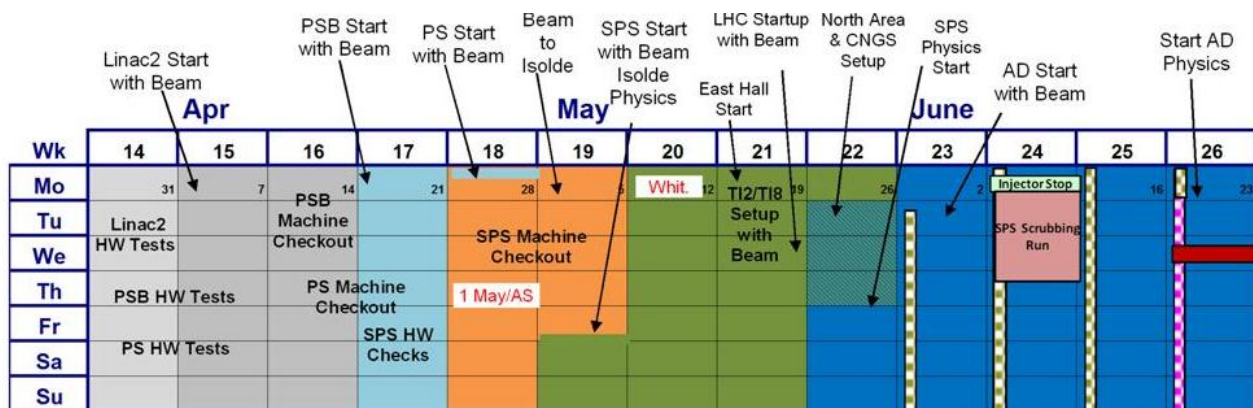 Linac2 Start
with Beam
PSB Start
with Beam
PS Start
with Beam
Beam
to
Isolde
SPS Start
with Beam
Isolde
Physics
LHC Startup
with Beam
East Hall
Start
North Area
& CNGS
Setup
SPS
Physics
Start
AD Start
with Beam
Start AD
Physics
Apr
May
June
Wk 14 15 16 17 18 19 20 21 22 23 24 25 26
Mo 31 7 14 21 28 5 Whit. 12 19 26 2 Injector Stop 16 23
Tu
We
Th
Fr
Sa
Su
Linac2
HW Tests
PSB HW Tests
PS HW Tests
PSB
Machine
Checkout
PS Machine
Checkout
SPS HW
Checks
SPS Machine
Checkout
1 May/AS
TI2/TI8
Setup
with
Beam
SPS Scrubbing
Run